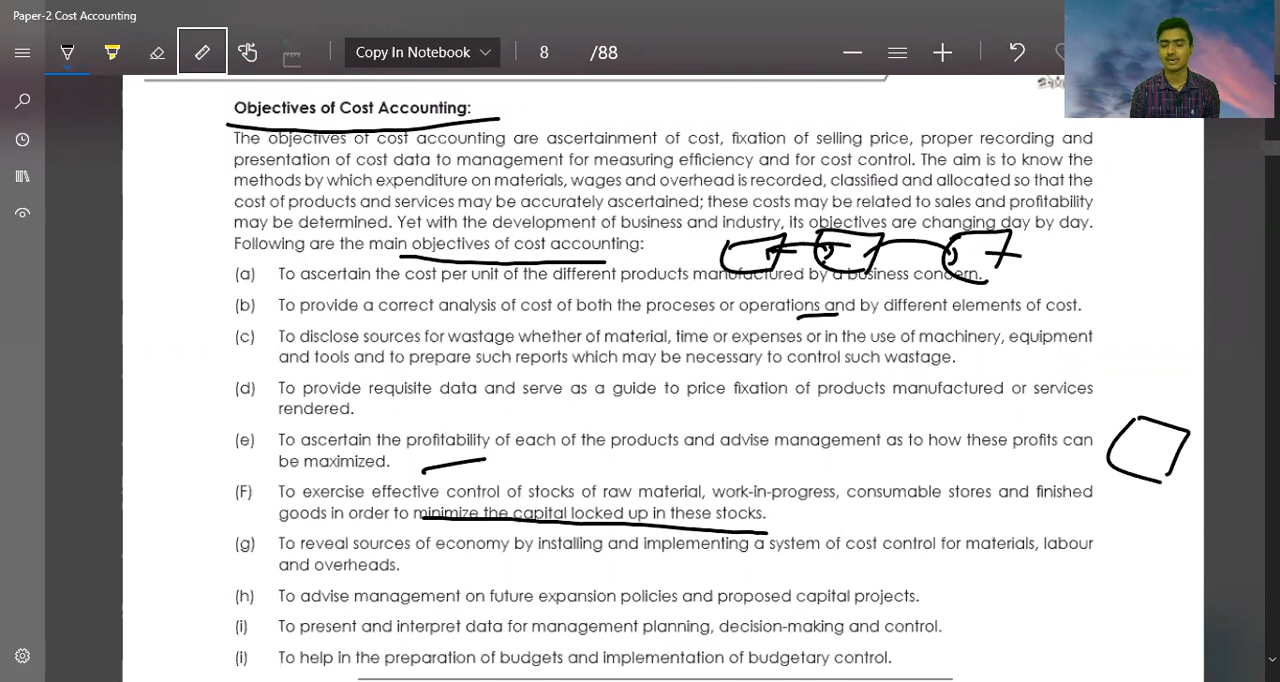 Paper-2 Cost Accounting
Copy In Notebook
8 /88
Objectives of Cost Accounting:
The objectives of cost accounting are ascertainment of cost, fixation of selling price, proper recording and
presentation of cost data to management for measuring efficiency and for cost control. The aim is to know the
methods by which expenditure on materials, wages and overhead is recorded, classified and allocated so that the
cost of products and services may be accurately ascertained; these costs may be related to sales and profitability
may be determined. Yet with the development of business and industry, its objectives are changing day by day.
Following are the main objectives of cost accounting:
(a) To ascertain the cost per unit of the different products manufactured by a business concern.
(b) To provide a correct analysis of cost of both the proceses or operations and by different elements of cost.
(c) To disclose sources for wastage whether of material, time or expenses or in the use of machinery, equipment
and tools and to prepare such reports which may be necessary to control such wastage.
(d) To provide requisite data and serve as a guide to price fixation of products manufactured or services
rendered.
(e) To ascertain the profitability of each of the products and advise management as to how these profits can
be maximized.
(F) To exercise effective control of stocks of raw material, work-in-progress, consumable stores and finished
goods in order to minimize the capital locked up in these stocks.
(g) To reveal sources of economy by installing and implementing a system of cost control for materials, labour
and overheads.
(h) To advise management on future expansion policies and proposed capital projects.
(i) To present and interpret data for management planning, decision-making and control.
(i) To help in the preparation of budgets and implementation of budgetary control.